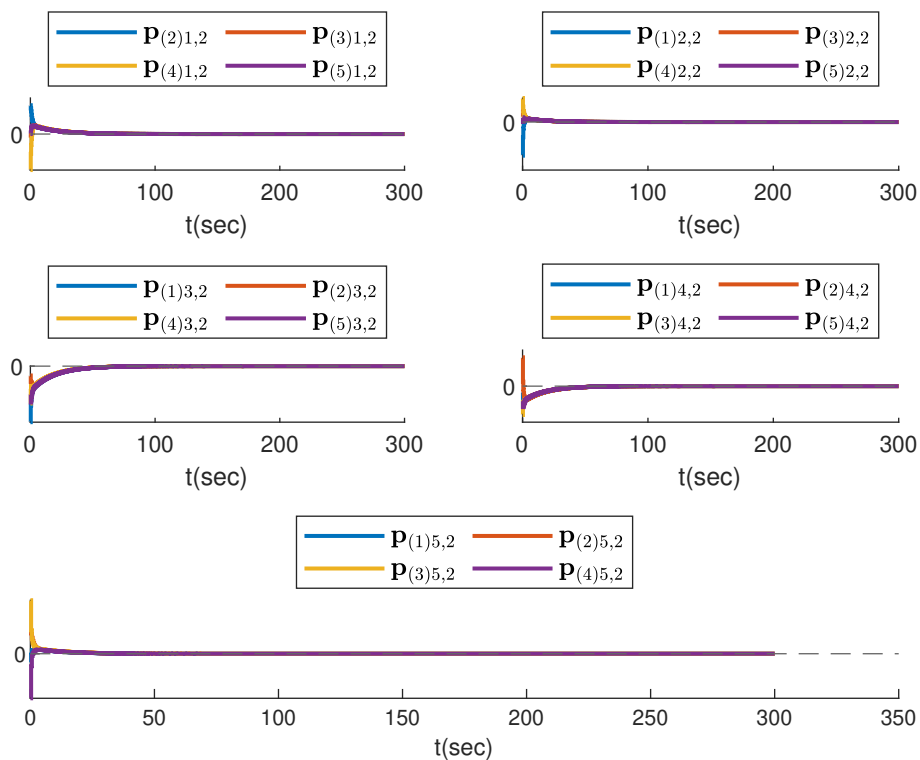 p(2)1,2 p(3)1,2
p(4)1,2 p(5)1,2
0
0 100 200 300
t(sec)
p(1)2,2 p(3)2,2
p(4)2,2 p(5)2,2
0
0 100 200 300
t(sec)
p(1)3,2 p(2)3,2
p(4)3,2 p(5)3,2
0
0 100 200 300
t(sec)
p(1)4,2 p(2)4,2
p(3)4,2 p(5)4,2
0
0 100 200 300
t(sec)
p(1)5,2 p(2)5,2
p(3)5,2 p(4)5,2
0
0 50 100 150 200 250 300 350
t(sec)